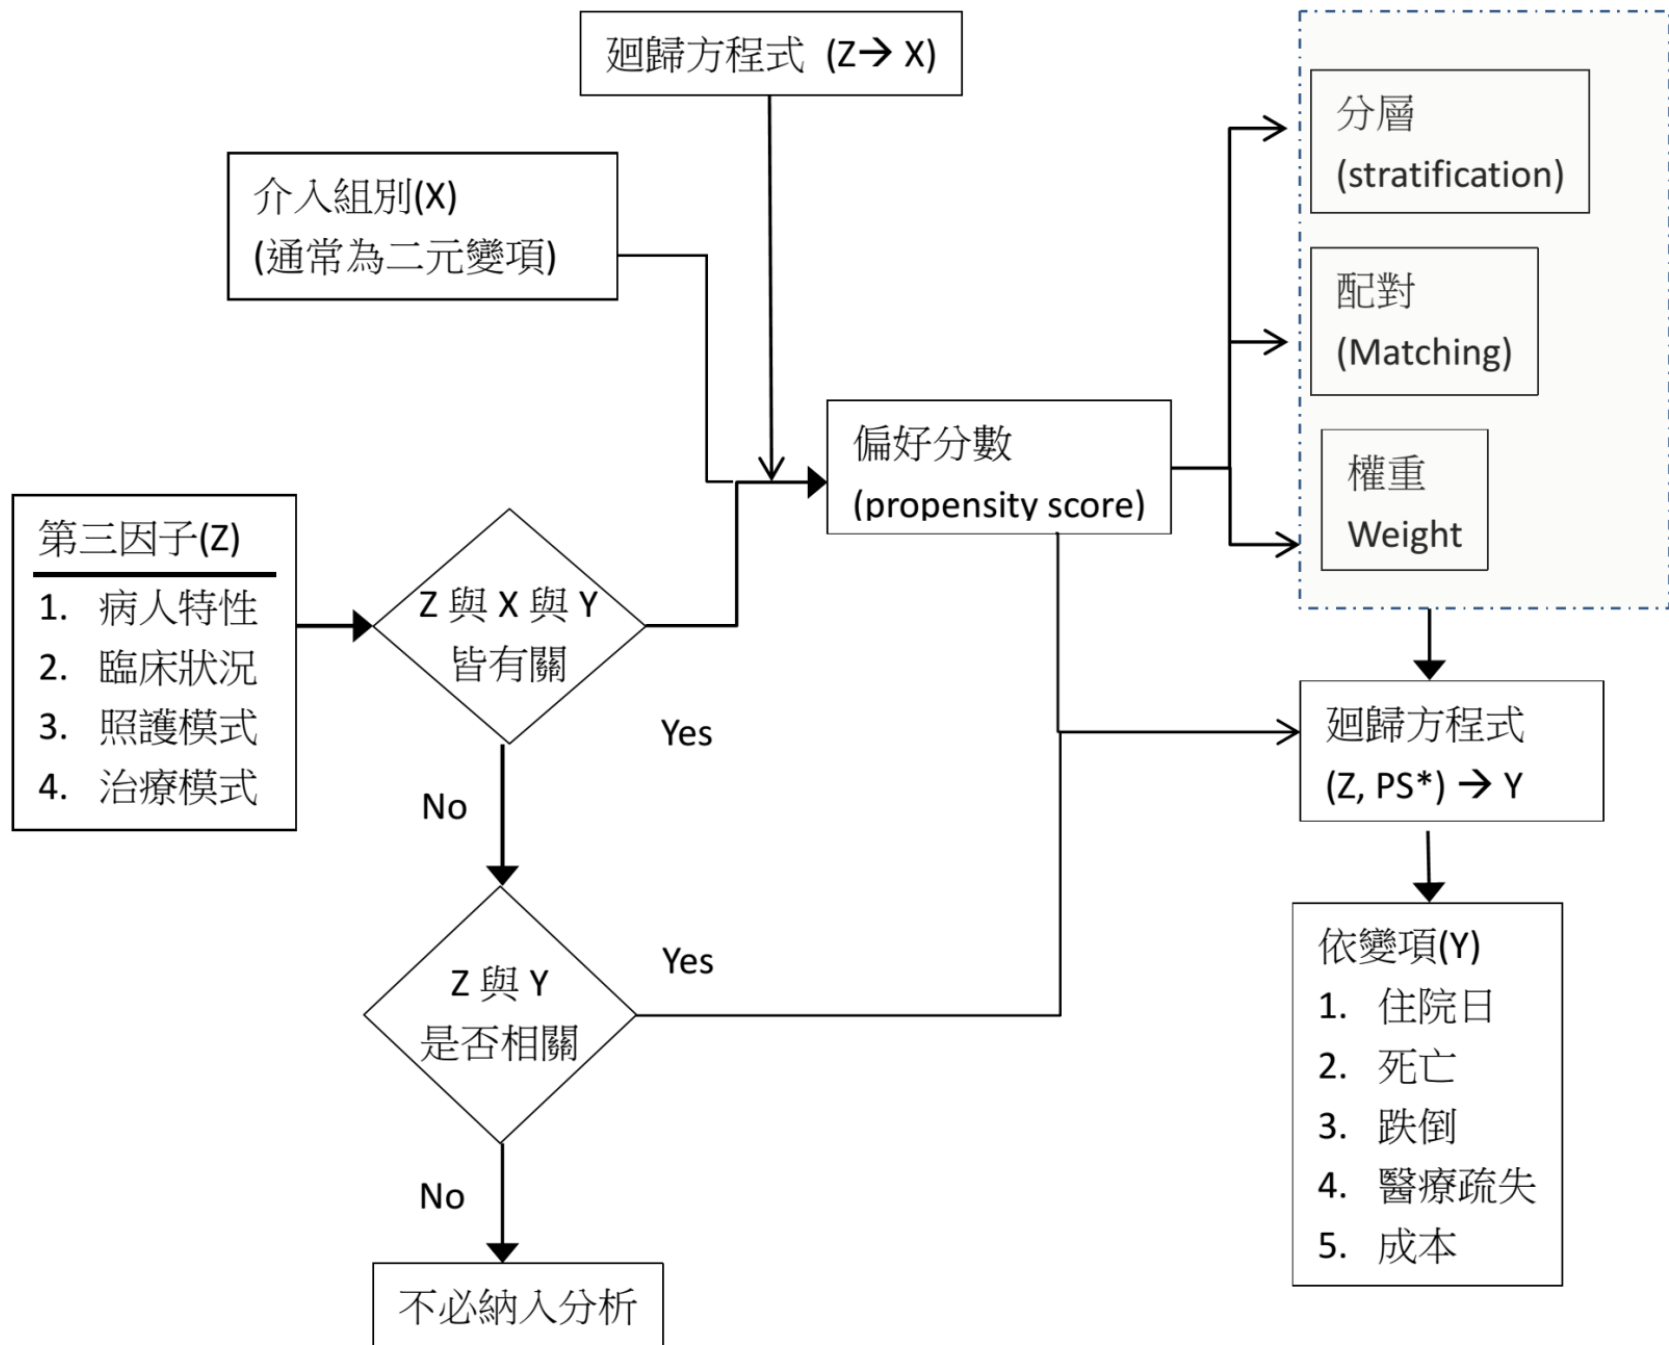 廻歸方程式 (Z→ X)
介入組別(X)
(通常為二元變項)
分層
(stratification)
配對
(Matching)
權重
Weight
偏好分數
(propensity score)
第三因子(Z)
1. 病人特性
2. 臨床狀況
3. 照護模式
4. 治療模式
Z 與 X 與 Y
皆有關
Yes
No
廻歸方程式
(Z, PS*) → Y
Z 與 Y
是否相關
Yes
No
不必納入分析
依變項(Y)
1. 住院日
2. 死亡
3. 跌倒
4. 醫療疏失
5. 成本